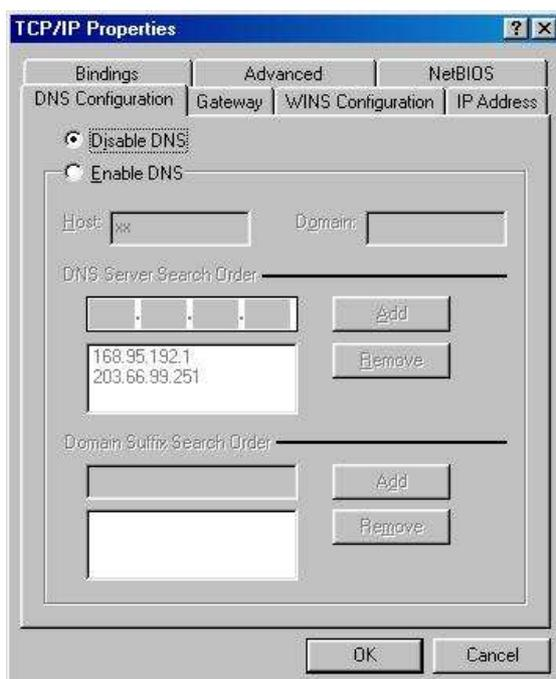 TCP/IP Properties
Bindings Advanced NetBIOS
DNS Configuration Gateway WINS Configuration IP Address
Disable DNS
Enable DNS
Host: xx Domain:
DNS Server Search Order
Add
168.95.192.1
203.66.99.251
Remove
Domain Suffix Search Order
Add
Remove
OK Cancel